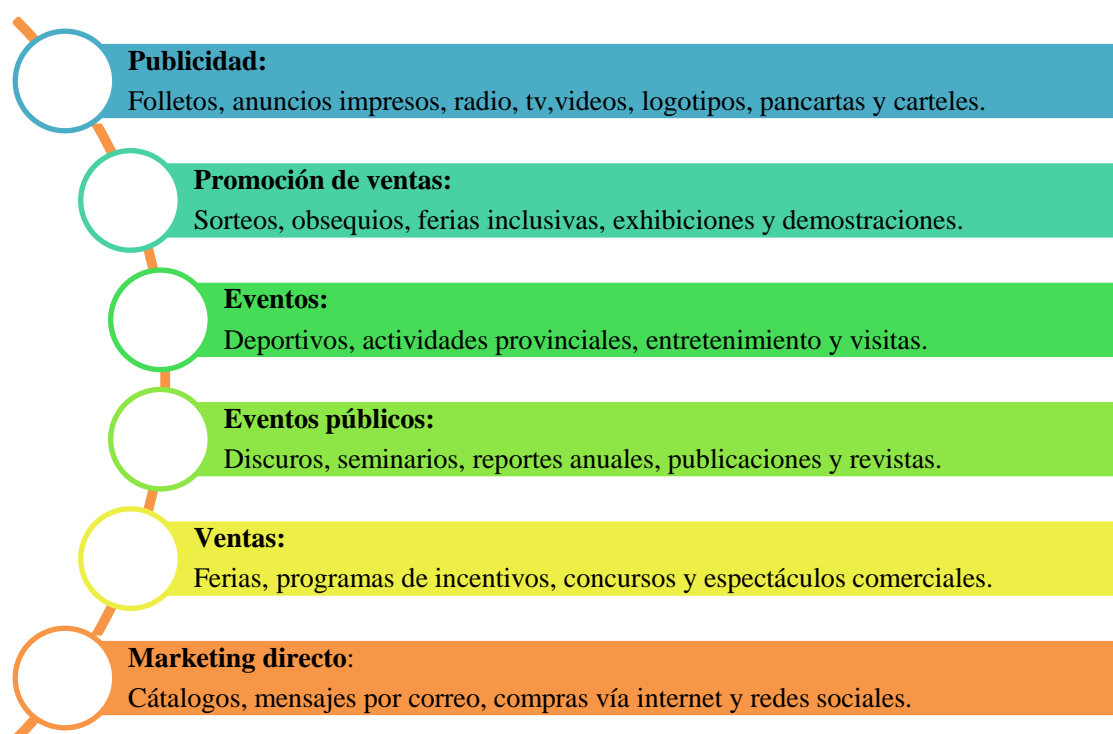 Publicidad:
Folletos, anuncios impresos, radio, tv,videos, logotipos, pancartas y carteles.
Promoción de ventas:
Sorteos, obsequios, ferias inclusivas, exhibiciones y demostraciones.
Eventos:
Deportivos, actividades provinciales, entretenimiento y visitas.
Eventos públicos:
Discuros, seminarios, reportes anuales, publicaciones y revistas.
Ventas:
Ferias, programas de incentivos, concursos y espectáculos comerciales.
Marketing directo:
Cátalogos, mensajes por correo, compras vía internet y redes sociales.